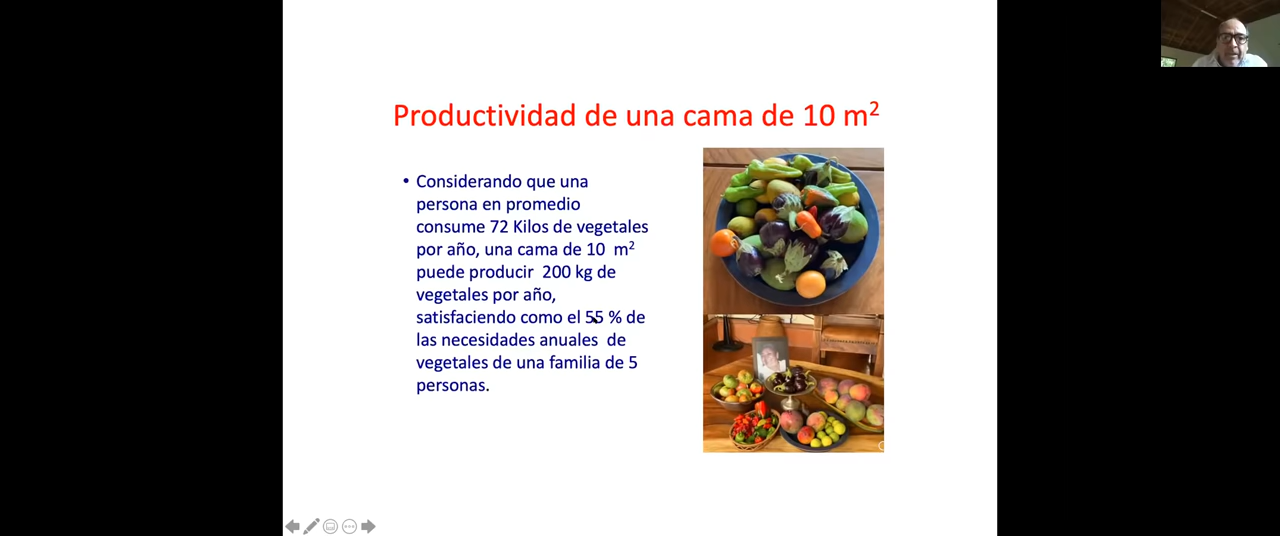 Productividad de una cama de 10 m²
• Considerando que una
persona en promedio
consume 72 Kilos de vegetales
por año, una cama de 10 m²
puede producir 200 kg de
vegetales por año,
satisfaciendo como el 55 % de
las necesidades anuales de
vegetales de una familia de 5
personas.